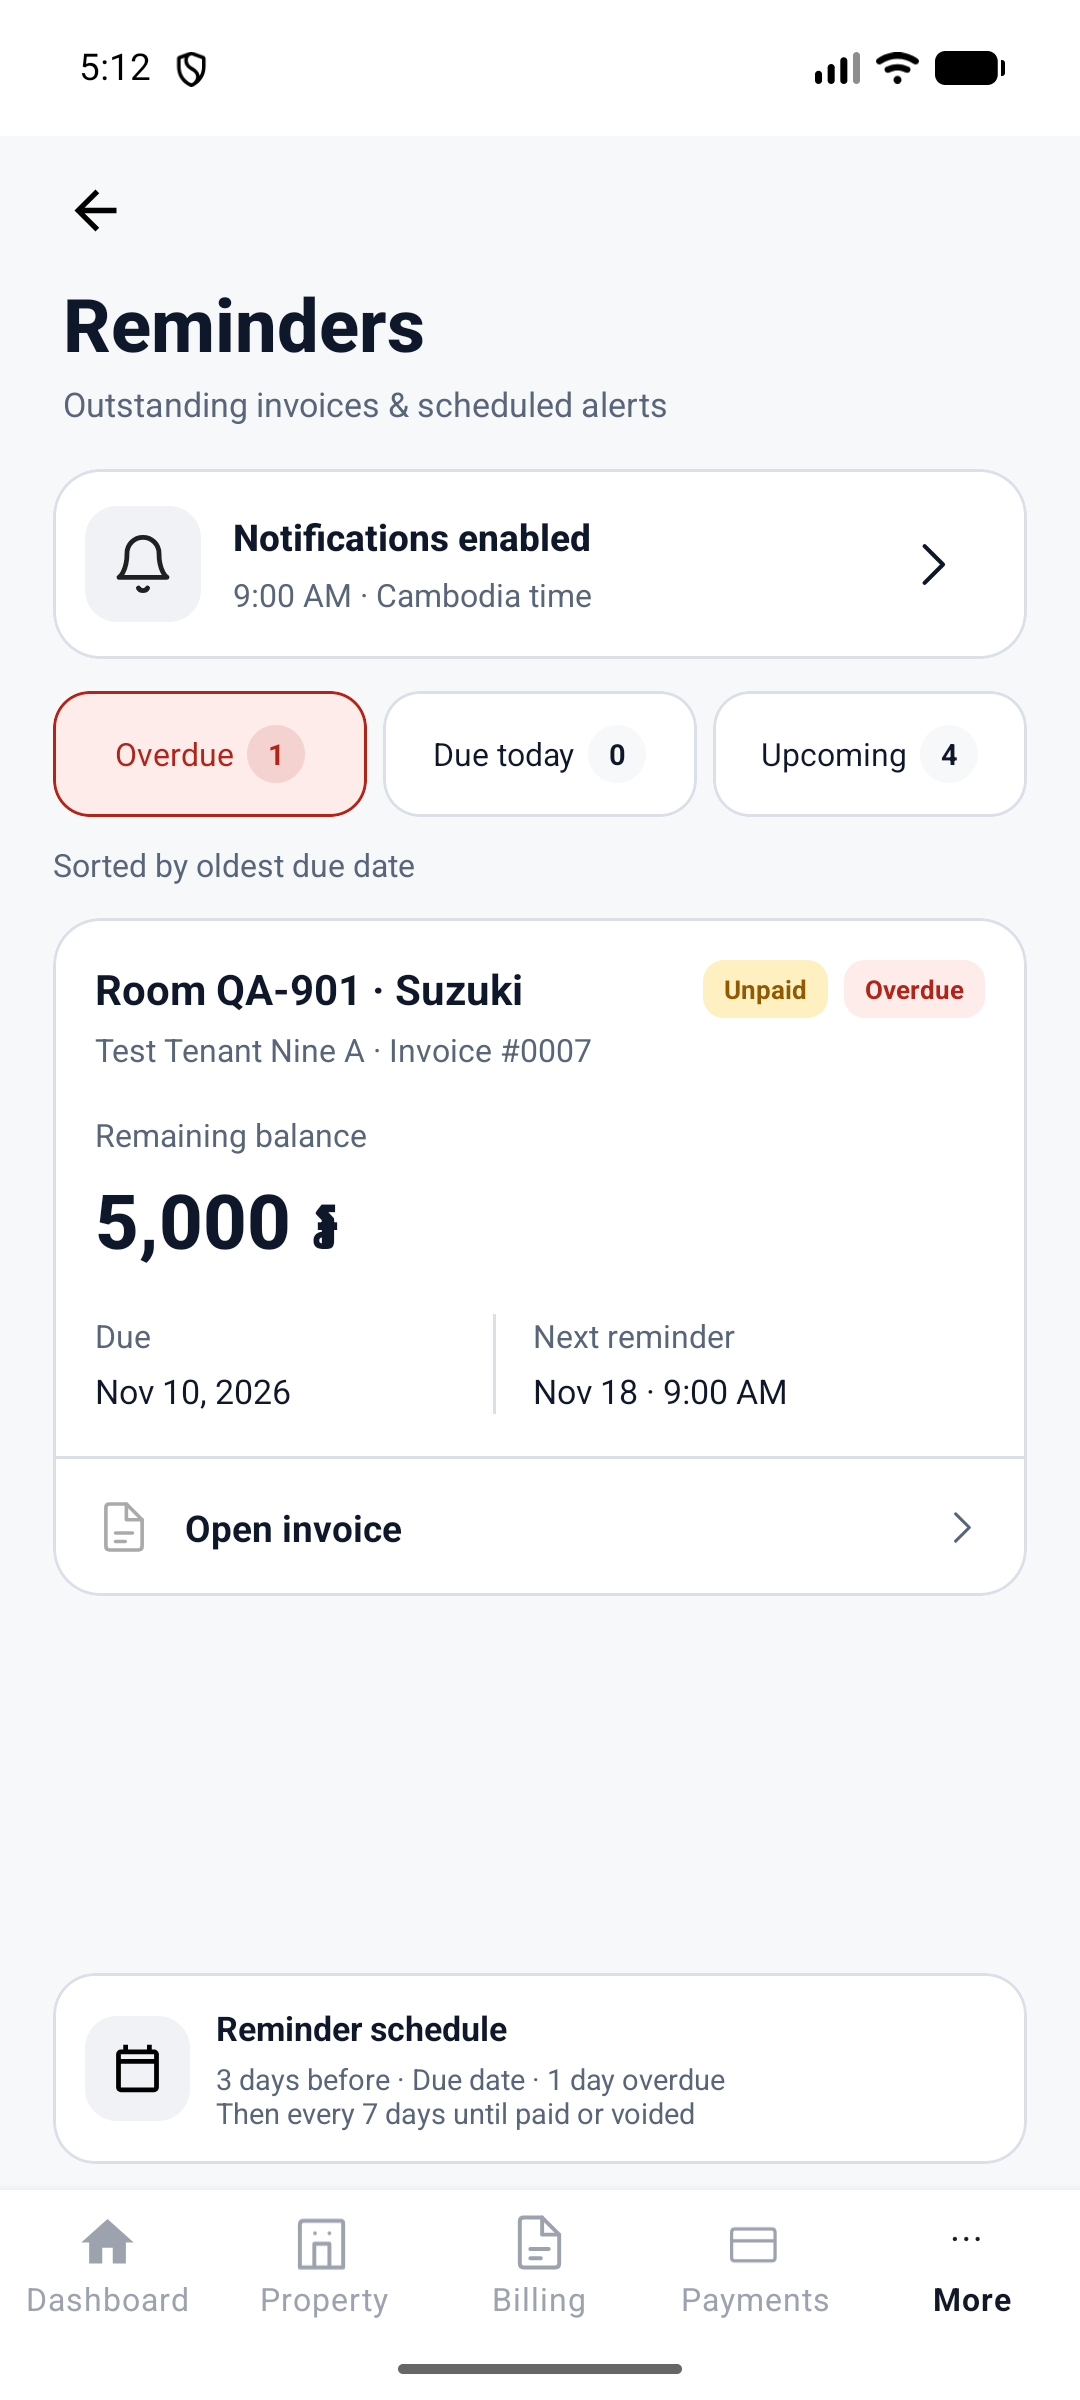 5:12
Reminders
Outstanding invoices & scheduled alerts
Notifications enabled
9:00 AM · Cambodia time
Overdue 1
Due today 0
Upcoming 4
Sorted by oldest due date
Room QA-901 · Suzuki
Unpaid
Overdue
Test Tenant Nine A · Invoice #0007
Remaining balance
5,000 ៛
Due
Nov 10, 2026
Next reminder
Nov 18 · 9:00 AM
Open invoice
Reminder schedule
3 days before · Due date · 1 day overdue
Then every 7 days until paid or voided
Dashboard
Property
Billing
Payments
More